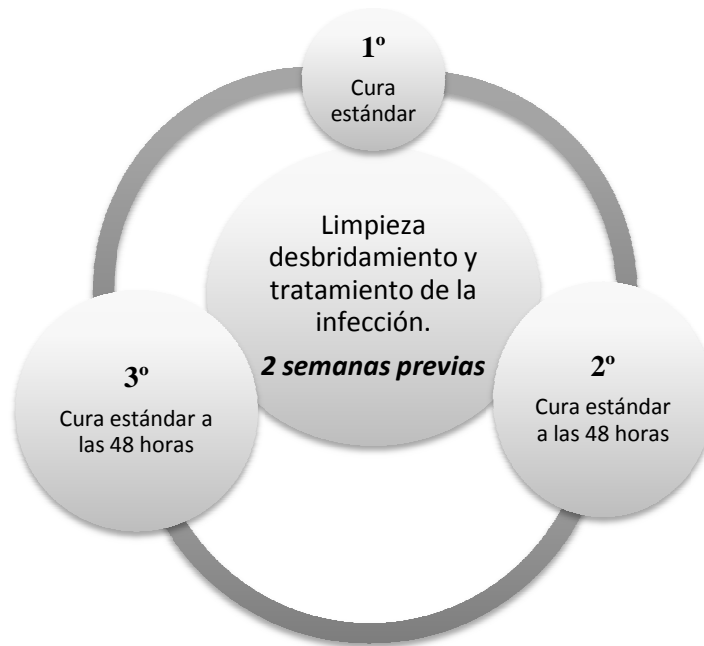 1º
Cura
estándar
Limpieza
desbridamiento y
tratamiento de la
infección.
2 semanas previas
2º
Cura estándar
a las 48 horas
3º
Cura estándar a
las 48 horas